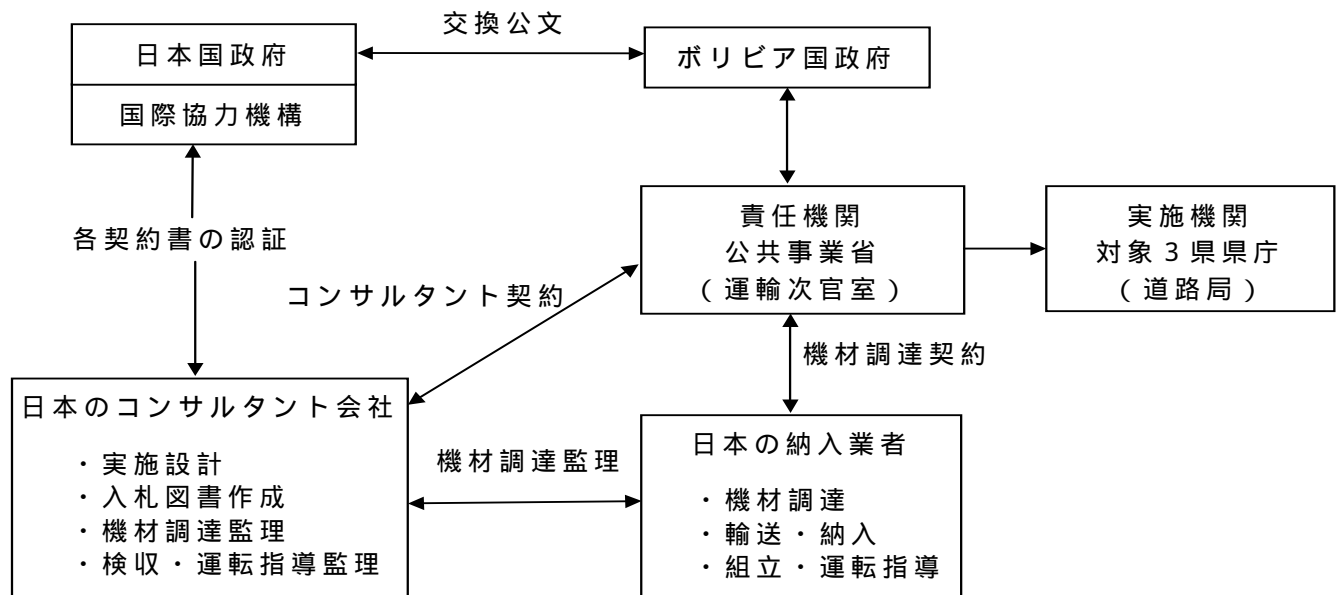 交換公文
日本国政府
国際協力機構
ボリビア国政府
各契約書の認証
責任機関
公共事業省
(運輸次官室)
実施機関
対象3県県庁
(道路局)
コンサルタント契約
機材調達契約
日本のコンサルタント会社
・実施設計
・入札図書作成
・機材調達監理
・検収・運転指導監理
機材調達監理
日本の納入業者
・機材調達
・輸送・納入
・組立・運転指導